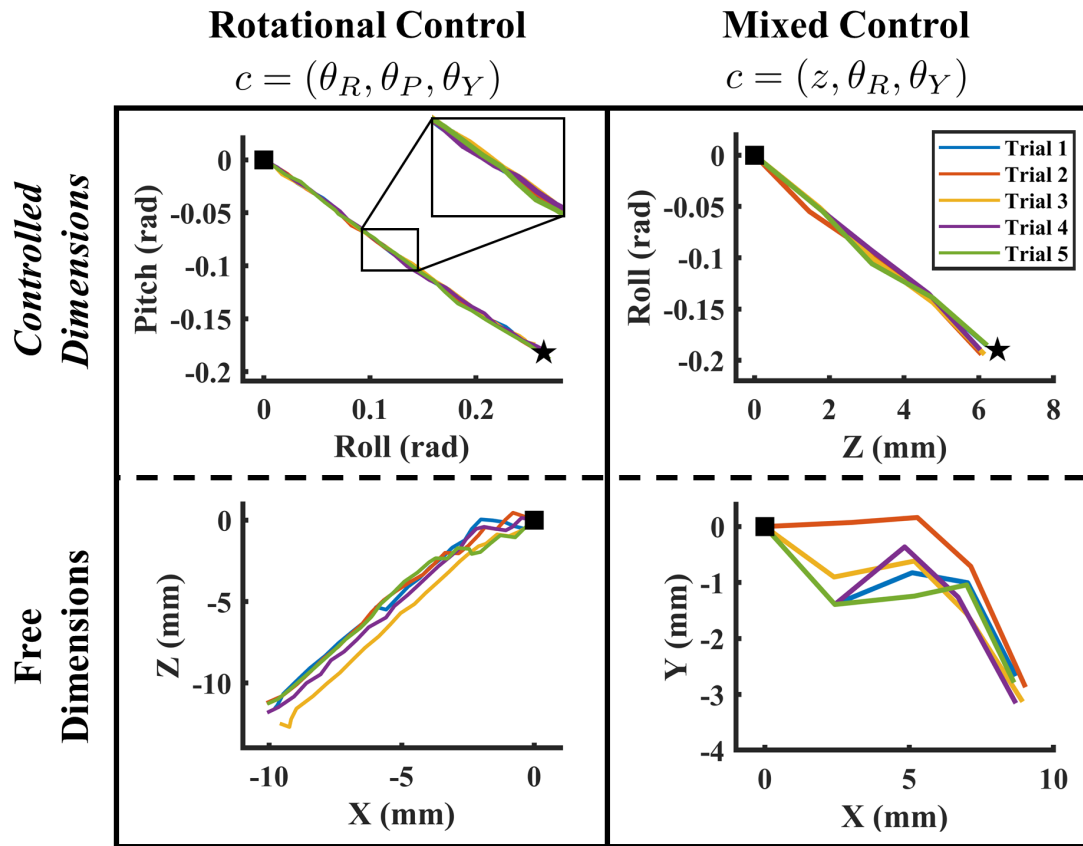 Rotational Control
c = (θ_R, θ_P, θ_Y)
Mixed Control
c = (z, θ_R, θ_Y)
Controlled
Dimensions
Pitch (rad)
0
-0.05
-0.1
-0.15
-0.2
0
0.1
0.2
Roll (rad)
Roll (rad)
0
-0.05
-0.1
-0.15
-0.2
0
2
4
6
8
Z (mm)
Trial 1
Trial 2
Trial 3
Trial 4
Trial 5
Free
Dimensions
Z (mm)
0
-5
-10
-10
-5
0
X (mm)
Y (mm)
0
-1
-2
-3
-4
0
5
10
X (mm)